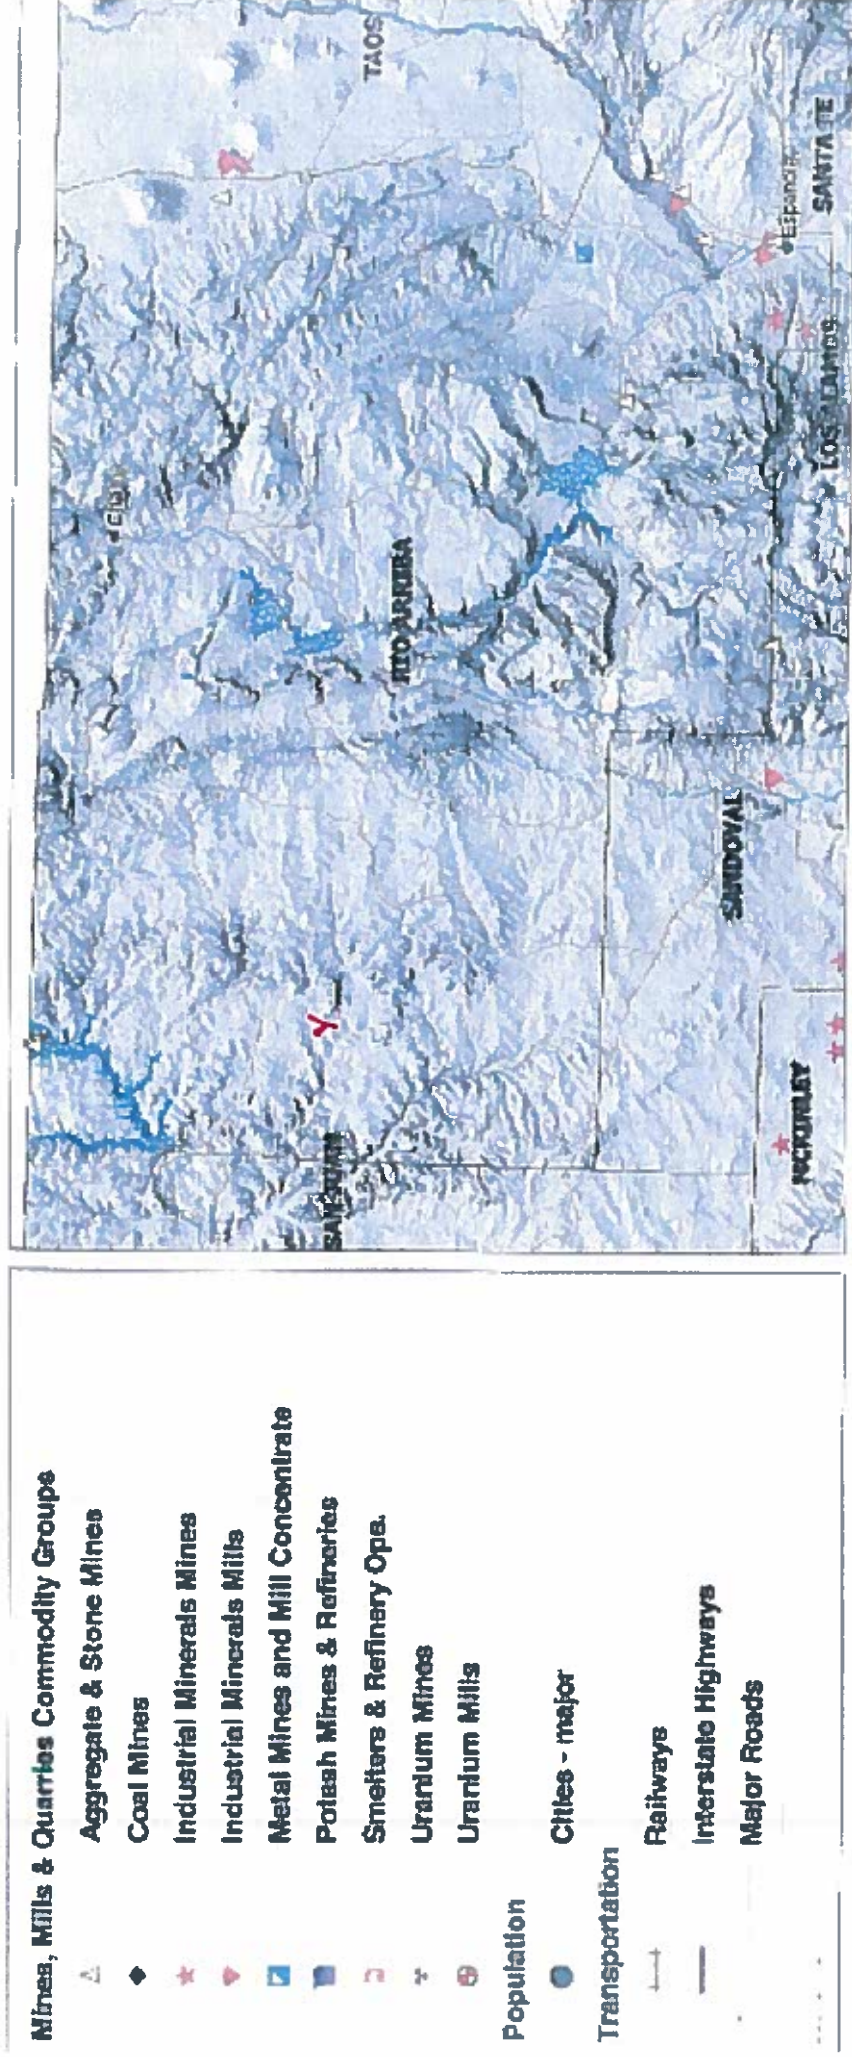 Mines, Mills & Quarries Commodity Groups
Aggregate & Stone Mines
Coal Mines
Industrial Minerals Mines
Industrial Minerals Mills
Metal Mines and Mill Concentrate
Potash Mines & Refineries
Smelters & Refinery Ops.
Uranium Mines
Uranium Mills
Population
Cities - major
Transportation
Railways
Interstate Highways
Major Roads
TAOS
RIO ARRIBA
SAN JUAN
SANDOVAL
MCKINLEY
LOS ALAMOS
Espanola
SANTA FE